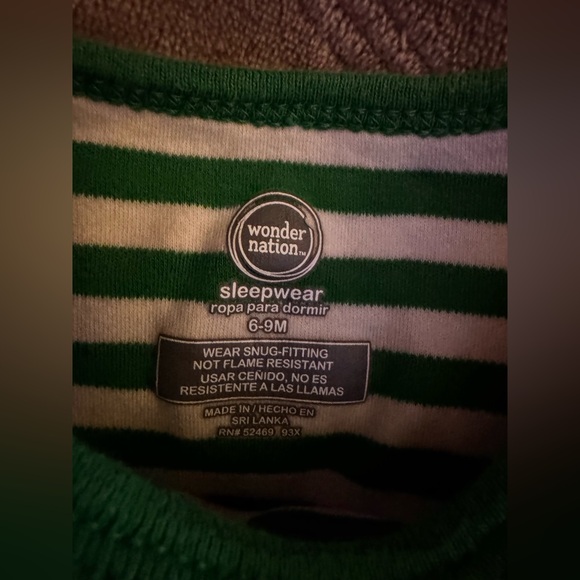 wonder
nation™
sleepwear
ropa para dormir
6-9M
WEAR SNUG-FITTING
NOT FLAME RESISTANT
USAR CEÑIDO, NO ES
RESISTENTE A LAS LLAMAS
MADE IN / HECHO EN
SRI LANKA
RN# 52469 93X